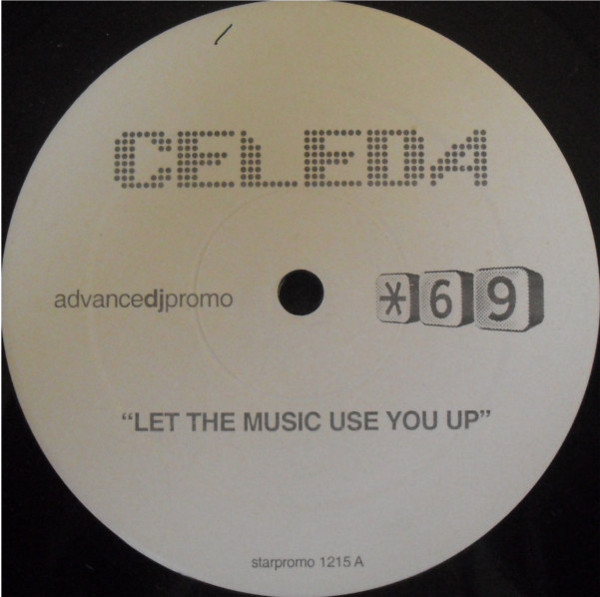 CELEDA
advancedjpromo
*69
“LET THE MUSIC USE YOU UP”
starpromo 1215 A